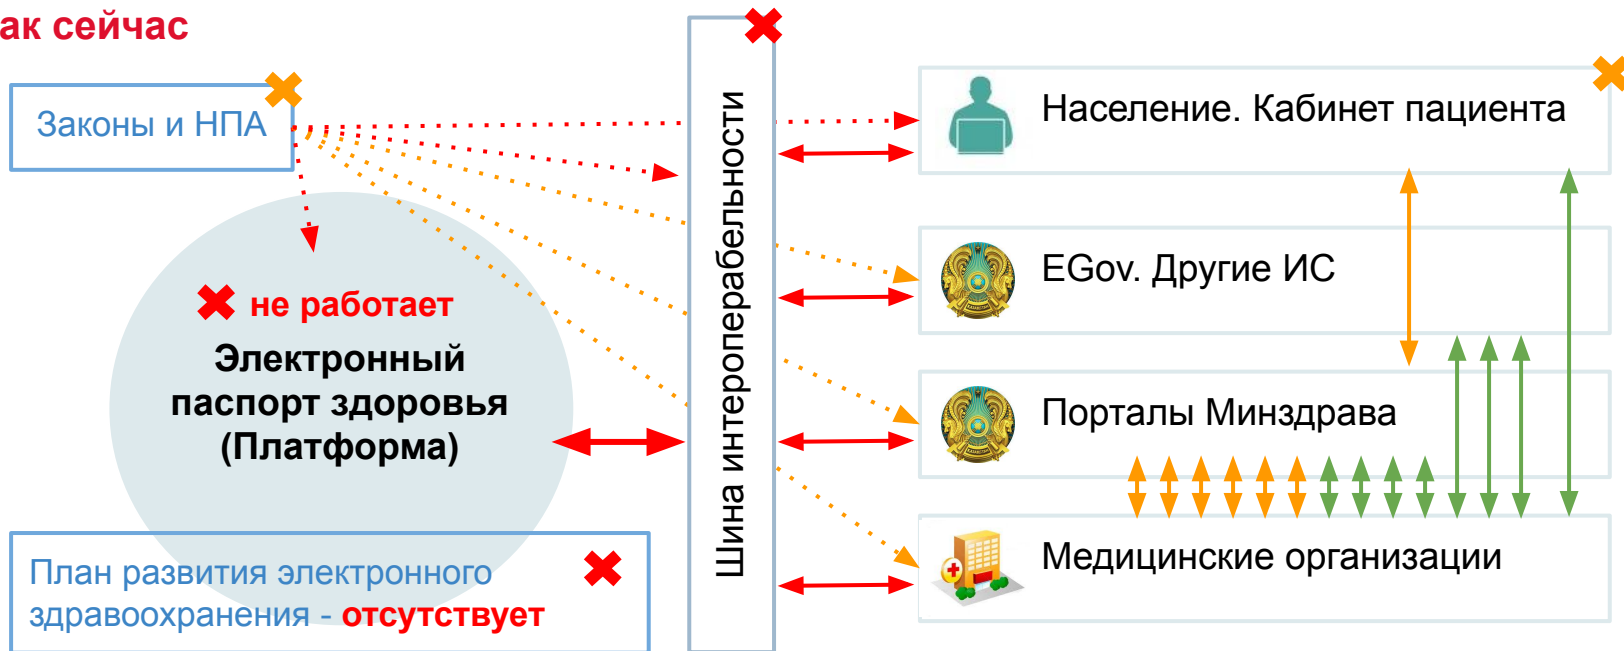 ак сейчас
Законы и НПА
не работает
Электронный
паспорт здоровья
(Платформа)
План развития электронного
здравоохранения - отсутствует
Шина интероперабельности
Население. Кабинет пациента
EGov. Другие ИС
Порталы Минздрава
Медицинские организации